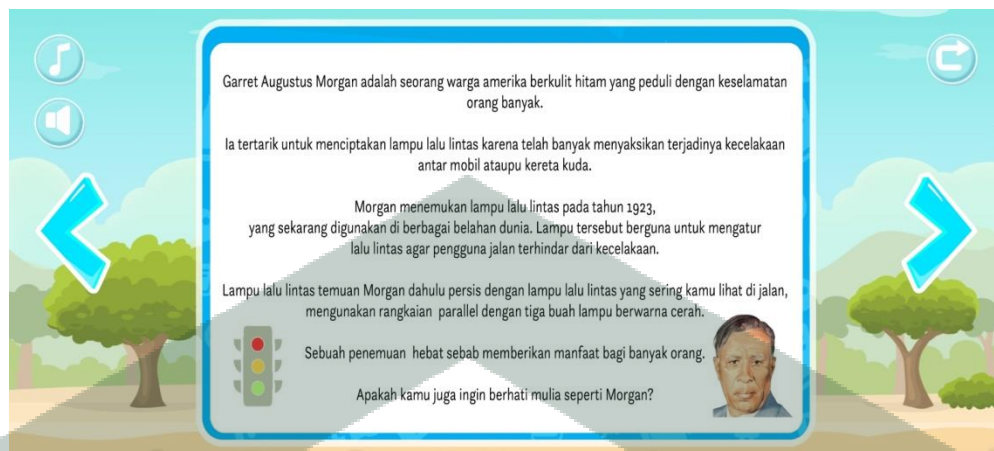 Garret Augustus Morgan adalah seorang warga amerika berkulit hitam yang peduli dengan keselamatan
orang banyak.
Ia tertarik untuk menciptakan lampu lalu lintas karena telah banyak menyaksikan terjadinya kecelakaan
antar mobil ataupu kereta kuda.
Morgan menemukan lampu lalu lintas pada tahun 1923,
yang sekarang digunakan di berbagai belahan dunia. Lampu tersebut berguna untuk mengatur
lalu lintas agar pengguna jalan terhindar dari kecelakaan.
Lampu lalu lintas temuan Morgan dahulu persis dengan lampu lalu lintas yang sering kamu lihat di jalan,
mengunakan rangkaian parallel dengan tiga buah lampu berwarna cerah.
Sebuah penemuan hebat sebab memberikan manfaat bagi banyak orang.
Apakah kamu juga ingin berhati mulia seperti Morgan?